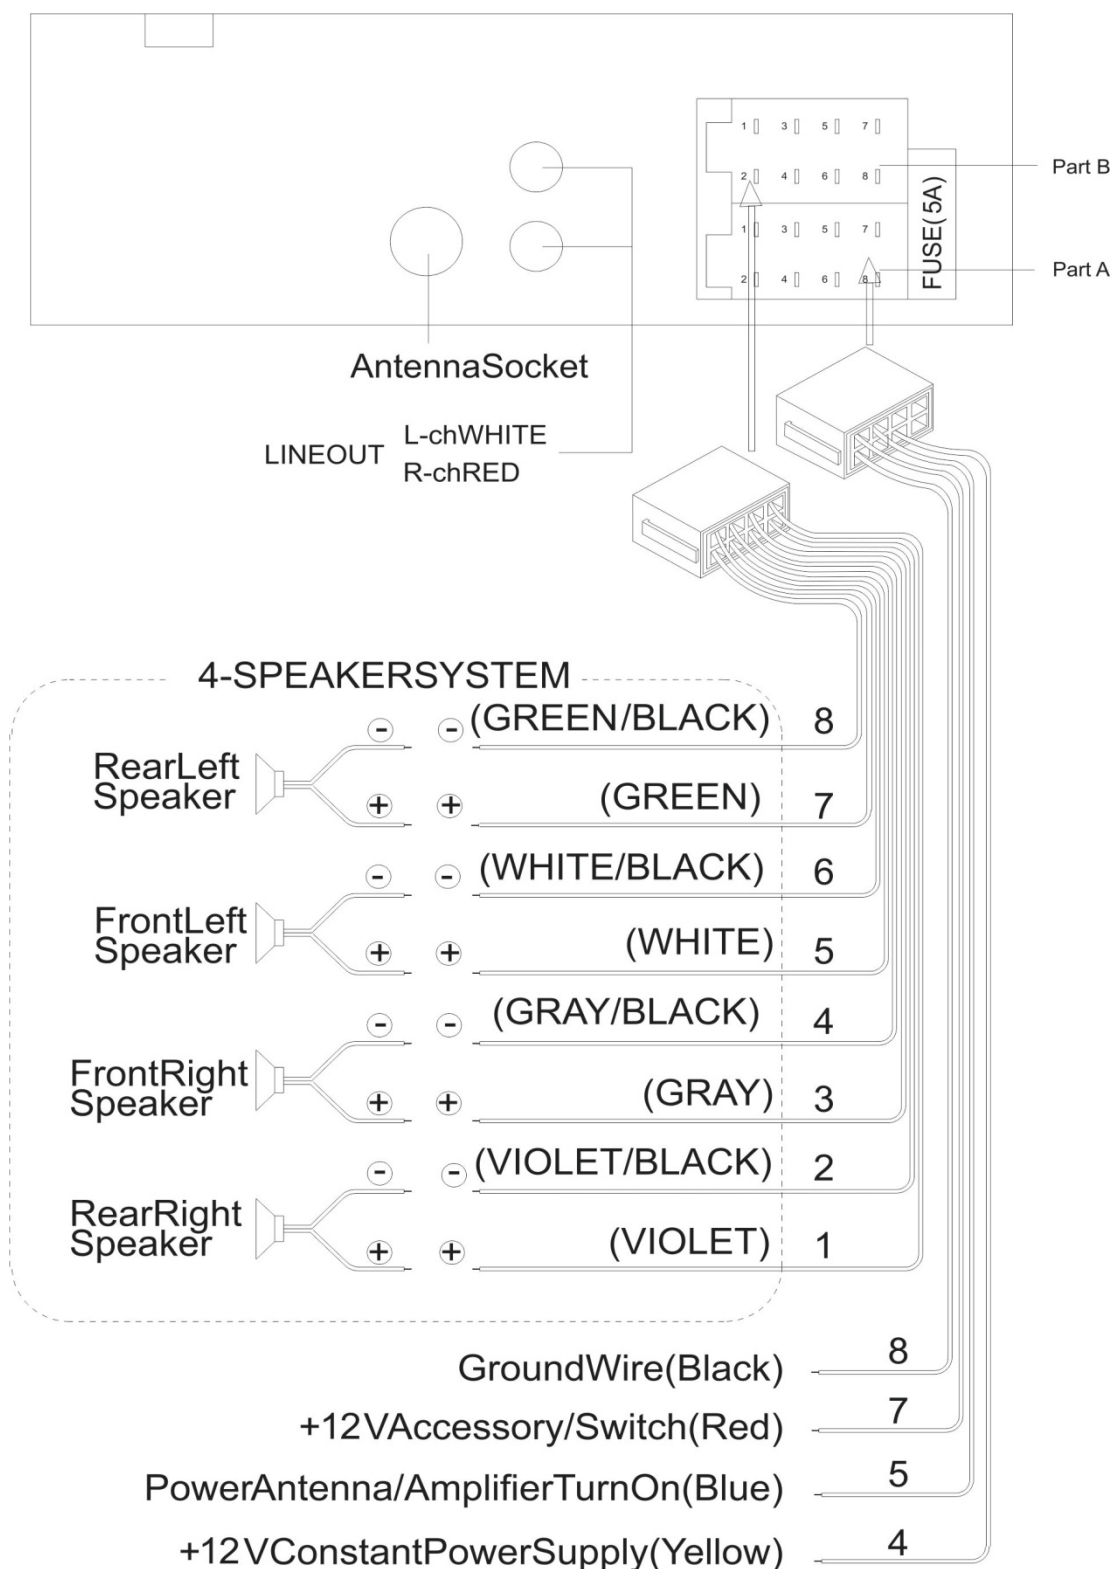 1 3 5 7
Part B
2 4 6 8
FUSE(5A)
1 3 5 7
Part A
2 4 6 8
AntennaSocket
LINEOUT
L-chWHITE
R-chRED
4-SPEAKERSYSTEM
- - (GREEN/BLACK) 8
RearLeft
Speaker
+ + (GREEN) 7
- - (WHITE/BLACK) 6
FrontLeft
Speaker
+ + (WHITE) 5
- - (GRAY/BLACK) 4
FrontRight
Speaker
+ + (GRAY) 3
- - (VIOLET/BLACK) 2
RearRight
Speaker
+ + (VIOLET) 1
GroundWire(Black) 8
+12VAccessory/Switch(Red) 7
PowerAntenna/AmplifierTurnOn(Blue) 5
+12VConstantPowerSupply(Yellow) 4